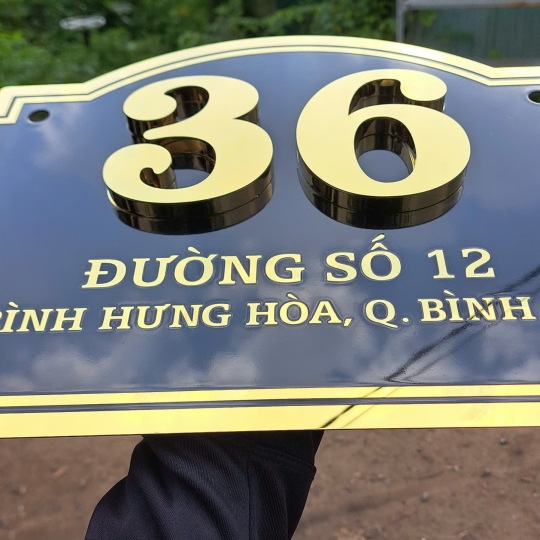 36
ĐƯỜNG SỐ 12
BÌNH HƯNG HÒA, Q. BÌNH